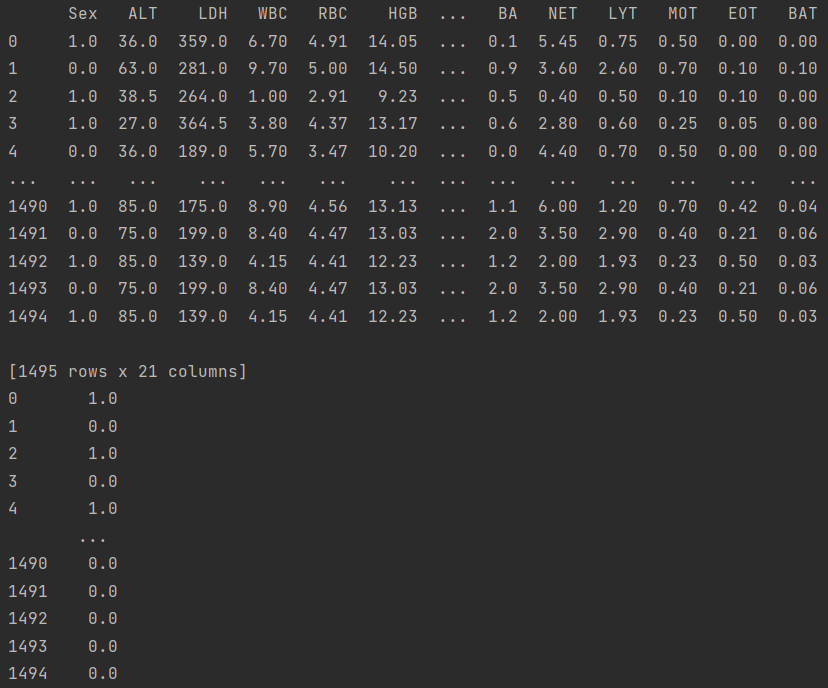 Sex ALT LDH WBC RBC HGB ... BA NET LYT MOT EOT BAT
0 1.0 36.0 359.0 6.70 4.91 14.05 ... 0.1 5.45 0.75 0.50 0.00 0.00
1 0.0 63.0 281.0 9.70 5.00 14.50 ... 0.9 3.60 2.60 0.70 0.10 0.10
2 1.0 38.5 264.0 1.00 2.91 9.23 ... 0.5 0.40 0.50 0.10 0.10 0.00
3 1.0 27.0 364.5 3.80 4.37 13.17 ... 0.6 2.80 0.60 0.25 0.05 0.00
4 0.0 36.0 189.0 5.70 3.47 10.20 ... 0.0 4.40 0.70 0.50 0.00 0.00
... ... ... ... ... ... ... ... ... ... ... ... ... ...
1490 1.0 85.0 175.0 8.90 4.56 13.13 ... 1.1 6.00 1.20 0.70 0.42 0.04
1491 0.0 75.0 199.0 8.40 4.47 13.03 ... 2.0 3.50 2.90 0.40 0.21 0.06
1492 1.0 85.0 139.0 4.15 4.41 12.23 ... 1.2 2.00 1.93 0.23 0.50 0.03
1493 0.0 75.0 199.0 8.40 4.47 13.03 ... 2.0 3.50 2.90 0.40 0.21 0.06
1494 1.0 85.0 139.0 4.15 4.41 12.23 ... 1.2 2.00 1.93 0.23 0.50 0.03
[1495 rows x 21 columns]
0 1.0
1 0.0
2 1.0
3 0.0
4 1.0
...
1490 0.0
1491 0.0
1492 0.0
1493 0.0
1494 0.0